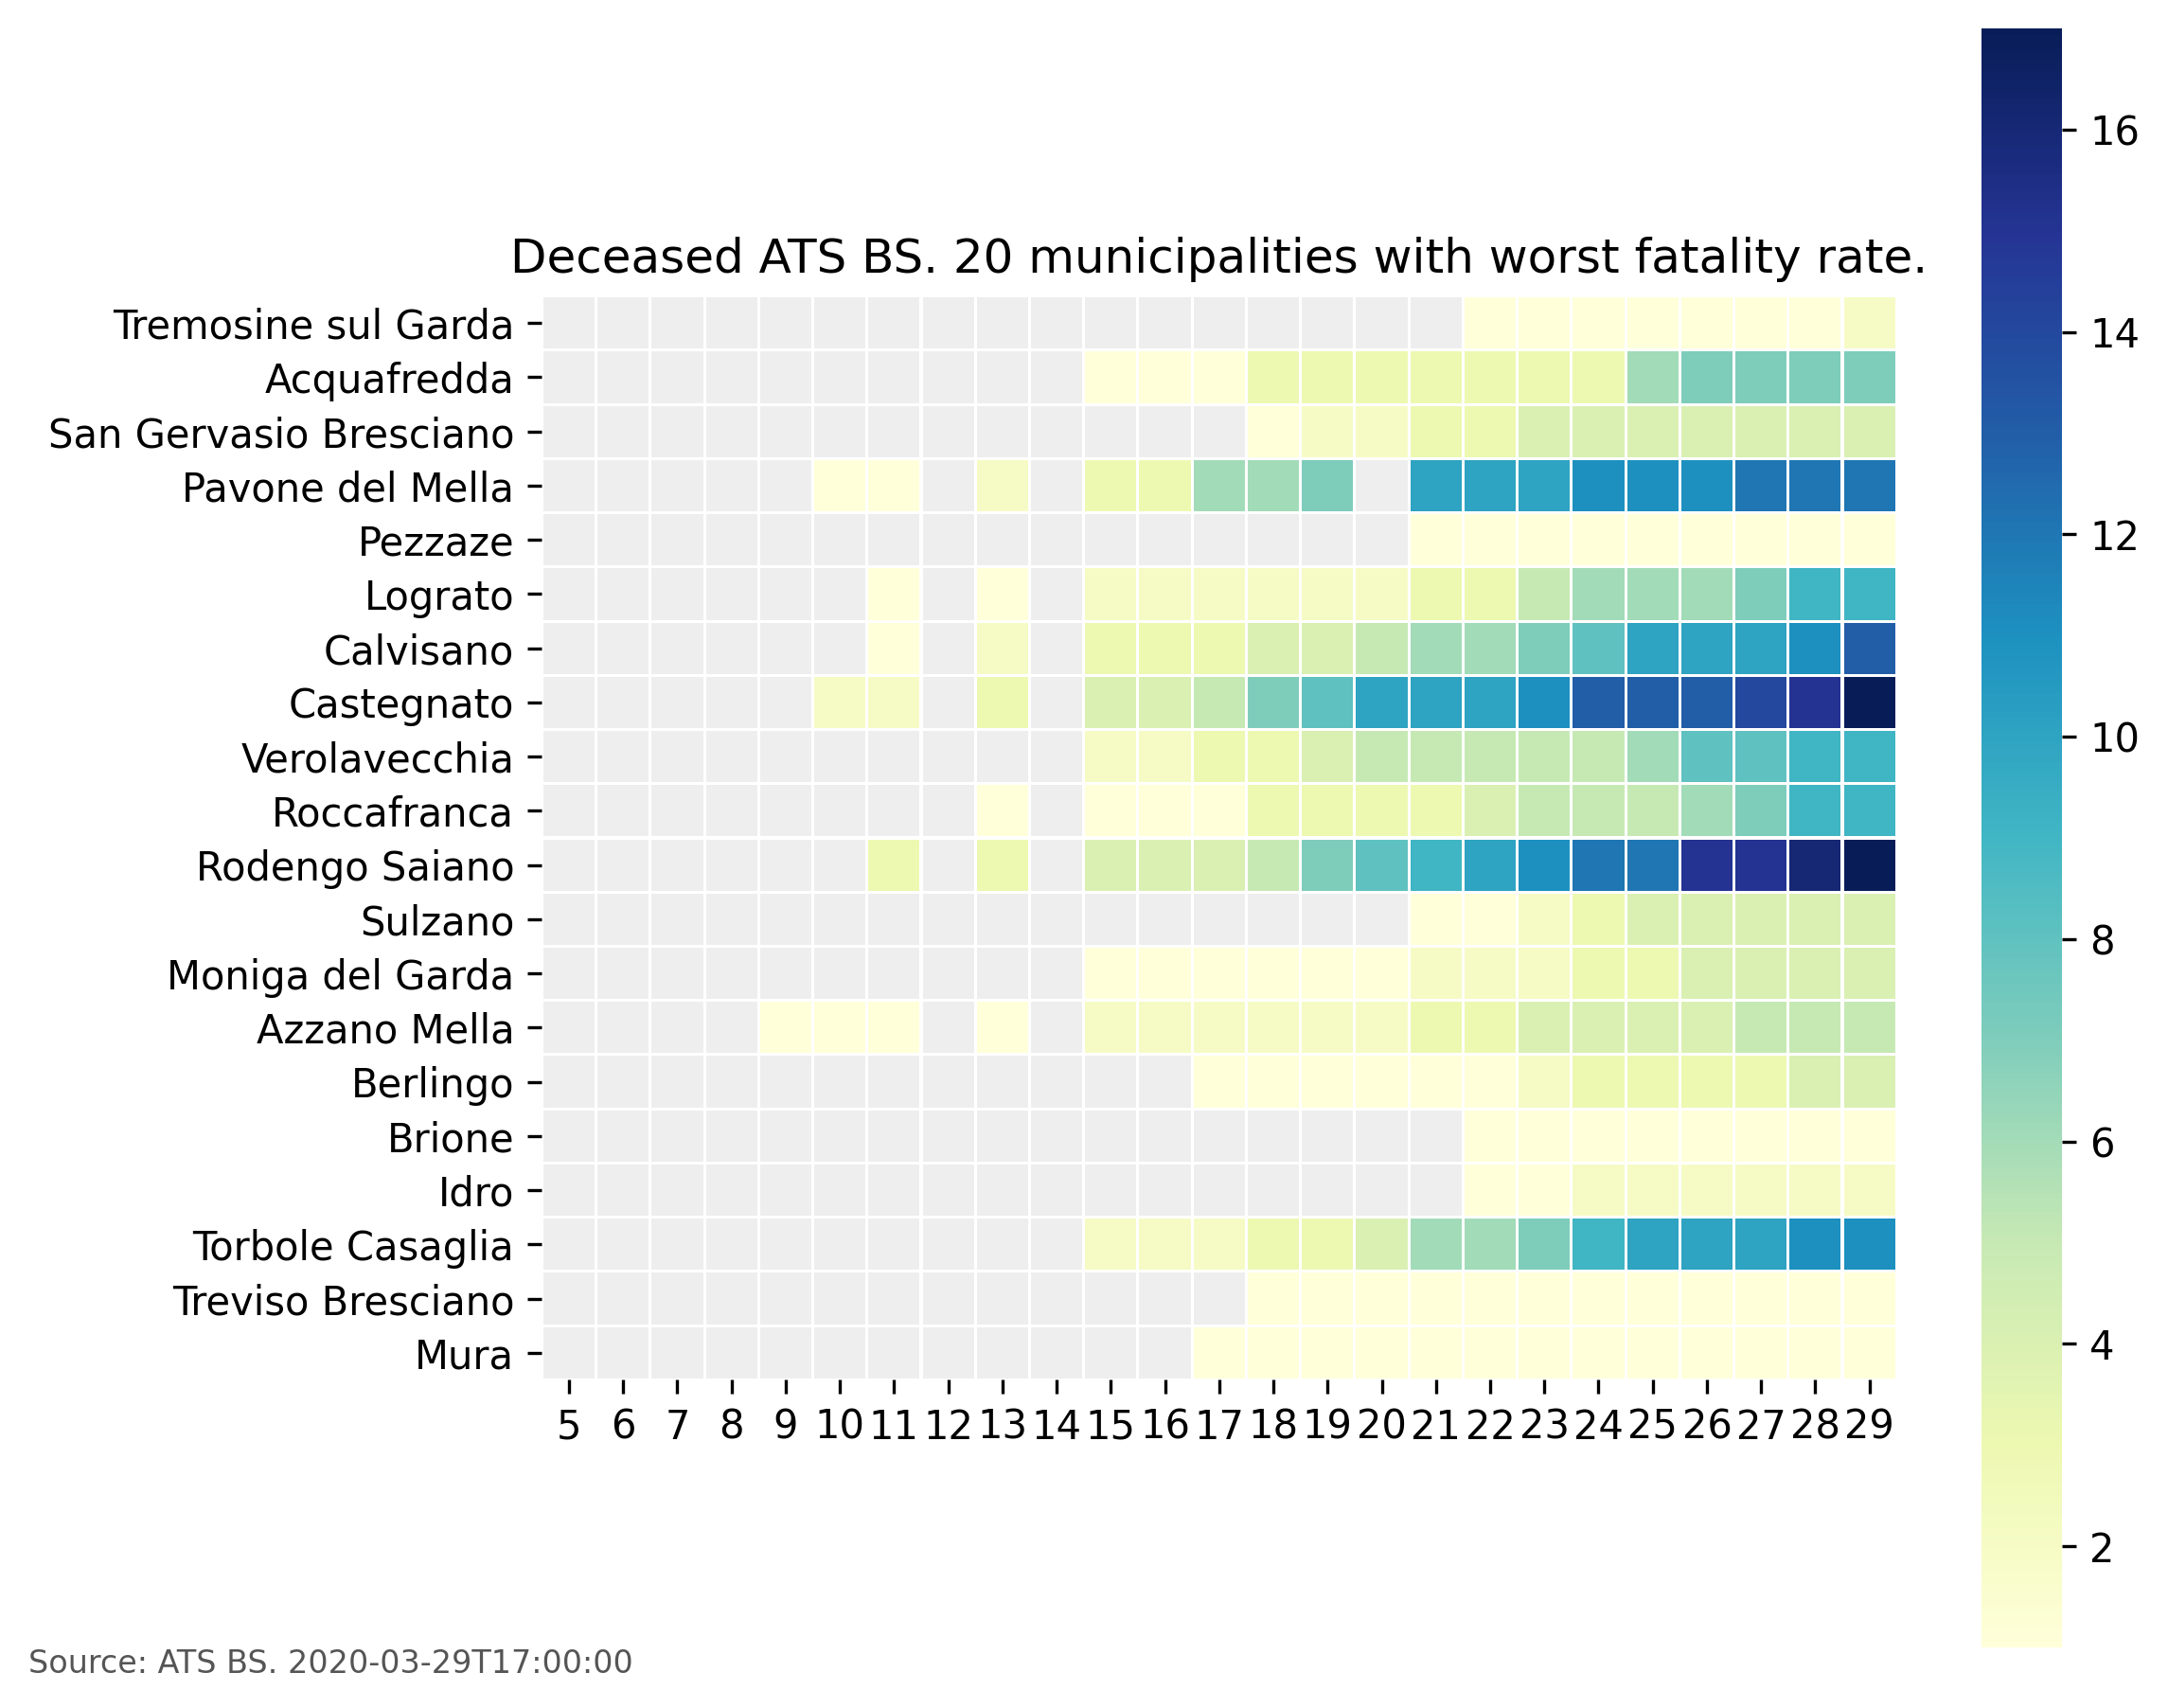 Deceased ATS BS. 20 municipalities with worst fatality rate.
Tremosine sul Garda
Acquafredda
San Gervasio Bresciano
Pavone del Mella
Pezzaze
Lograto
Calvisano
Castegnato
Verolavecchia
Roccafranca
Rodengo Saiano
Sulzano
Moniga del Garda
Azzano Mella
Berlingo
Brione
Idro
Torbole Casaglia
Treviso Bresciano
Mura
5 6 7 8 9 10 11 12 13 14 15 16 17 18 19 20 21 22 23 24 25 26 27 28 29
16
14
12
10
8
6
4
2
Source: ATS BS. 2020-03-29T17:00:00